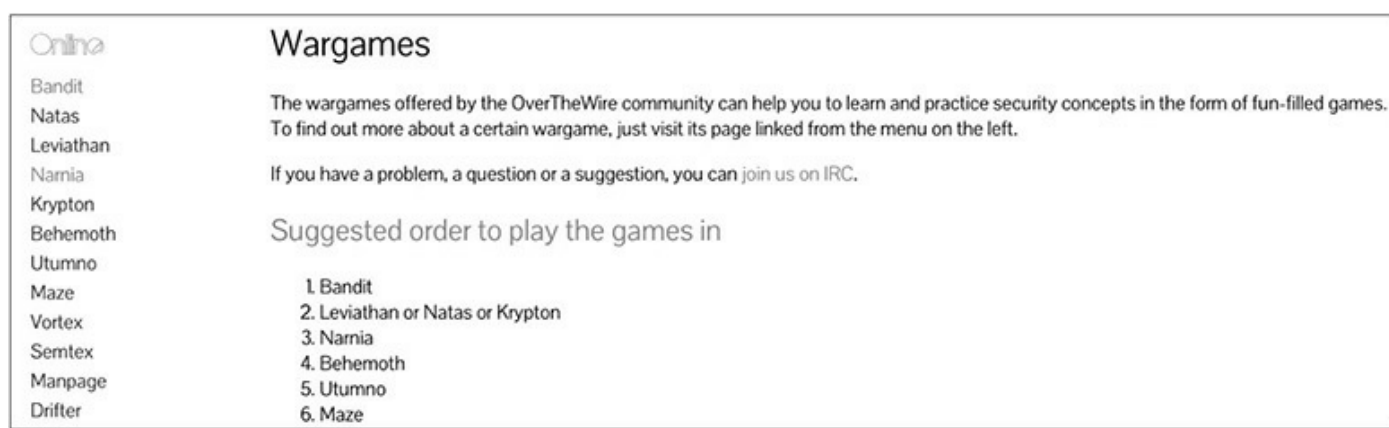 Online
Bandit
Natas
Leviathan
Narnia
Krypton
Behemoth
Utumno
Maze
Vortex
Semtex
Manpage
Drifter
Wargames
The wargames offered by the OverTheWire community can help you to learn and practice security concepts in the form of fun-filled games.
To find out more about a certain wargame, just visit its page linked from the menu on the left.
If you have a problem, a question or a suggestion, you can join us on IRC.
Suggested order to play the games in
1. Bandit
2. Leviathan or Natas or Krypton
3. Narnia
4. Behemoth
5. Utumno
6. Maze